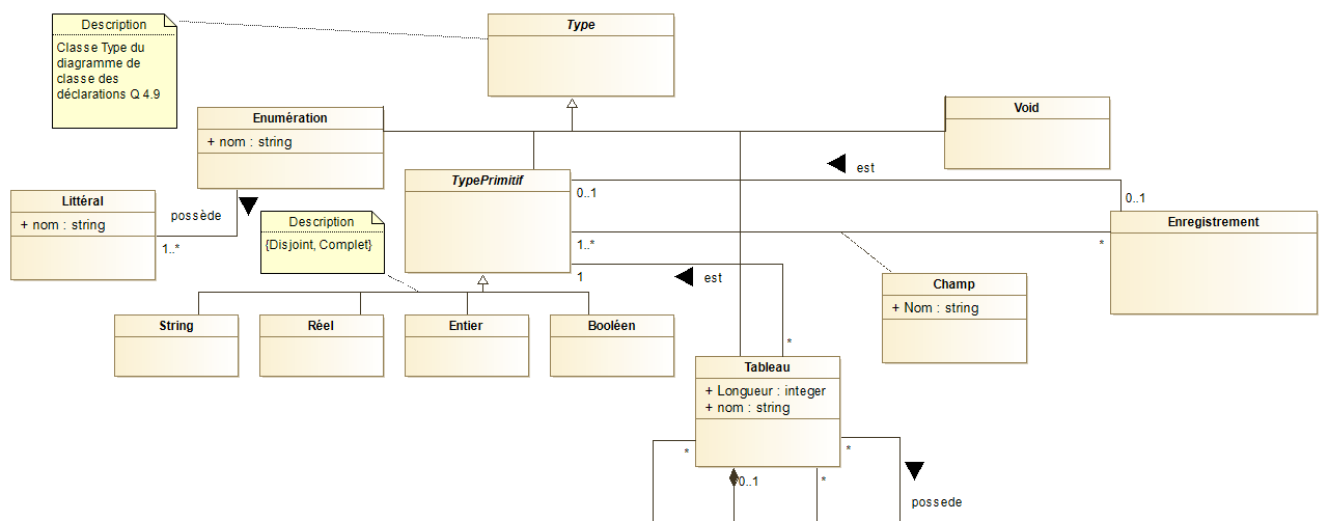 Description
Classe Type du
diagramme de
classe des
déclarations Q 4.9
Type
Enumération
+ nom : string
Void
est
TypePrimitif
0..1
0..1
Littéral
+ nom : string
possède
1..*
Description
{Disjoint, Complet}
Enregistrement
1..*
*
1
est
Champ
+ Nom : string
String
Réel
Entier
Booléen
*
Tableau
+ Longueur : integer
+ nom : string
*
*
0..1
*
possede